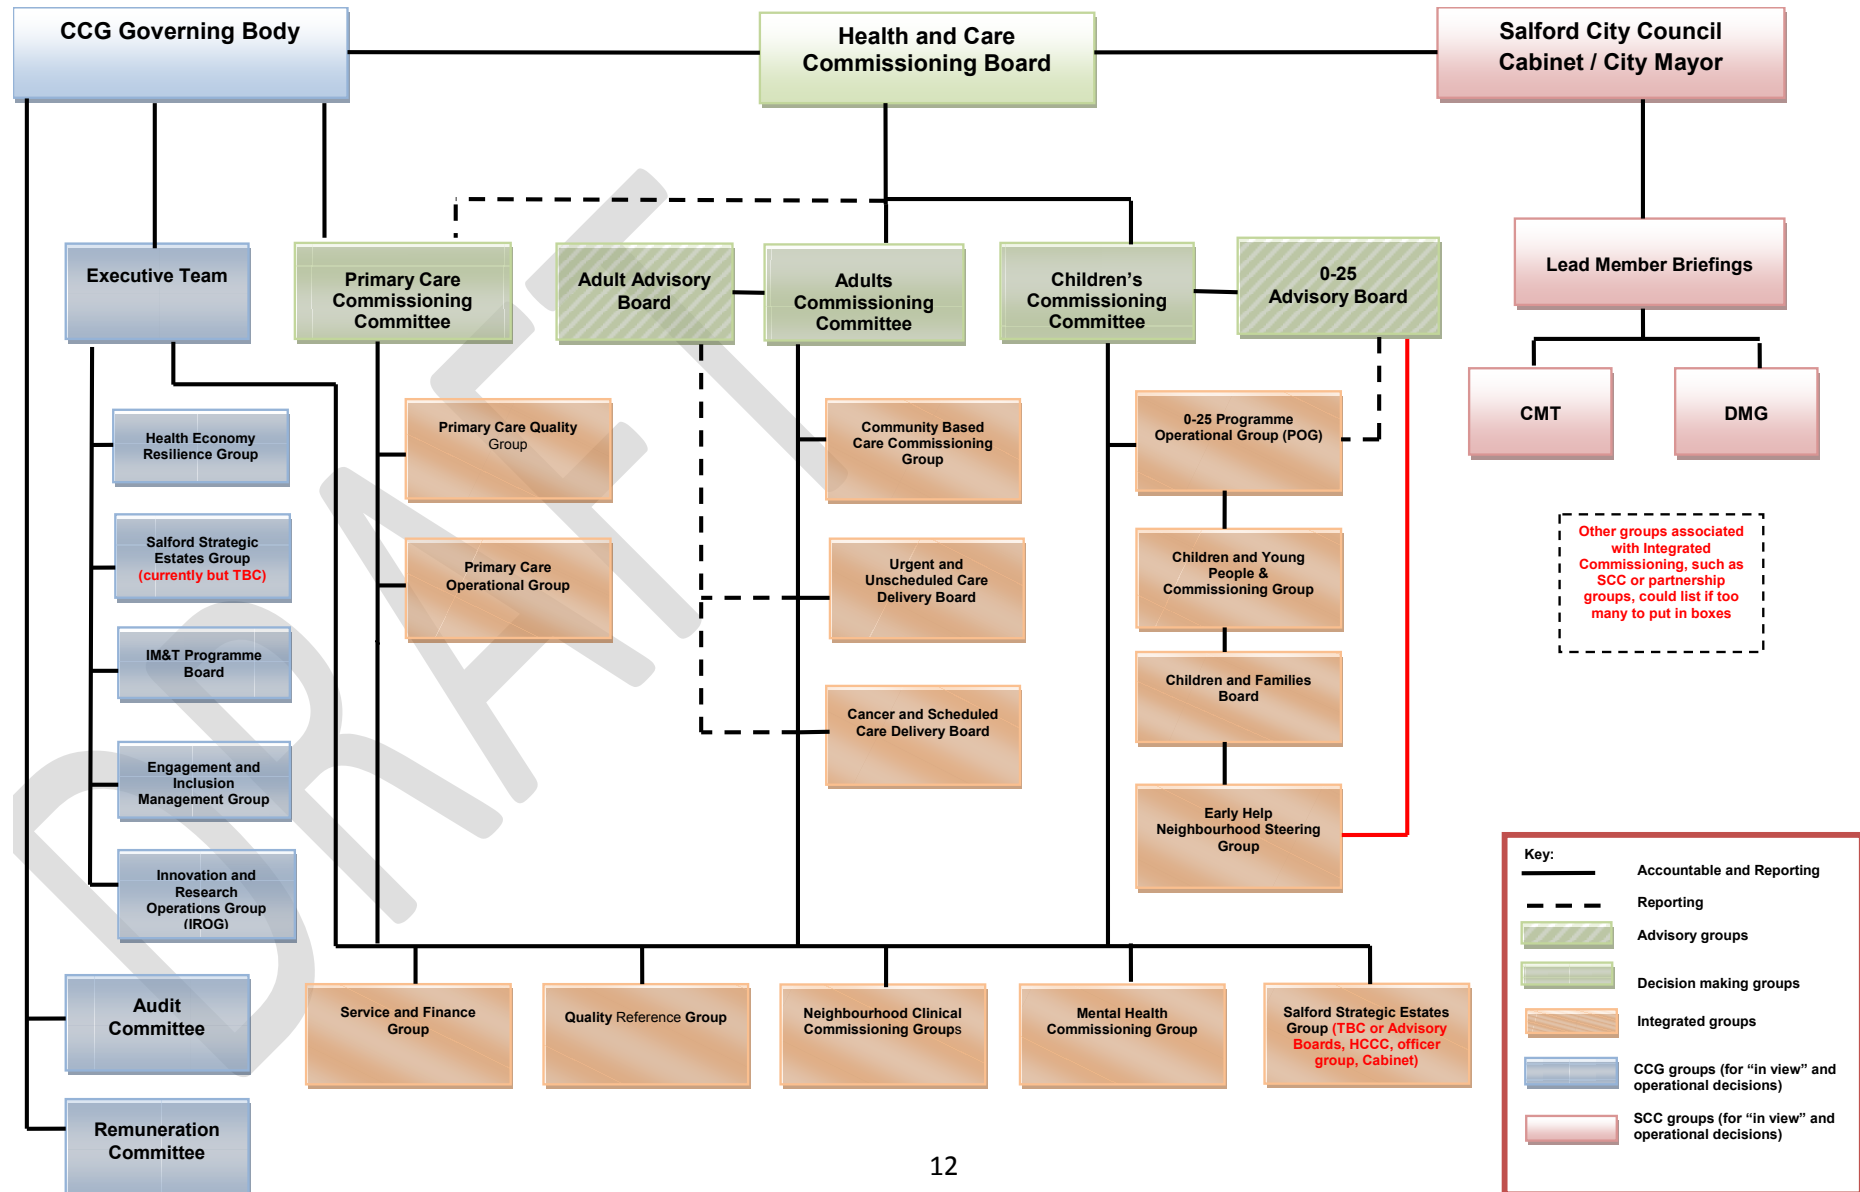 CCG Governing Body
Health and Care
Commissioning Board
Salford City Council
Cabinet / City Mayor
Executive Team
Primary Care
Commissioning
Committee
Adult Advisory
Board
Adults
Commissioning
Committee
Children’s
Commissioning
Committee
0-25
Advisory Board
Lead Member Briefings
CMT
DMG
Health Economy
Resilience Group
Salford Strategic
Estates Group
(currently but TBC)
IM&T Programme
Board
Engagement and
Inclusion
Management Group
Innovation and
Research
Operations Group
(IROG)
Audit
Committee
Remuneration
Committee
Primary Care Quality
Group
Primary Care
Operational Group
Community Based
Care Commissioning
Group
Urgent and
Unscheduled Care
Delivery Board
Cancer and Scheduled
Care Delivery Board
0-25 Programme
Operational Group (POG)
Children and Young
People &
Commissioning Group
Children and Families
Board
Early Help
Neighbourhood Steering
Group
Other groups associated
with Integrated
Commissioning, such as
SCC or partnership
groups, could list if too
many to put in boxes
Service and Finance
Group
Quality Reference Group
Neighbourhood Clinical
Commissioning Groups
Mental Health
Commissioning Group
Salford Strategic Estates
Group (TBC or Advisory
Boards, HCCC, officer
group, Cabinet)
Key:
Accountable and Reporting
Reporting
Advisory groups
Decision making groups
Integrated groups
CCG groups (for “in view” and
operational decisions)
SCC groups (for “in view” and
operational decisions)
DRAFT
12